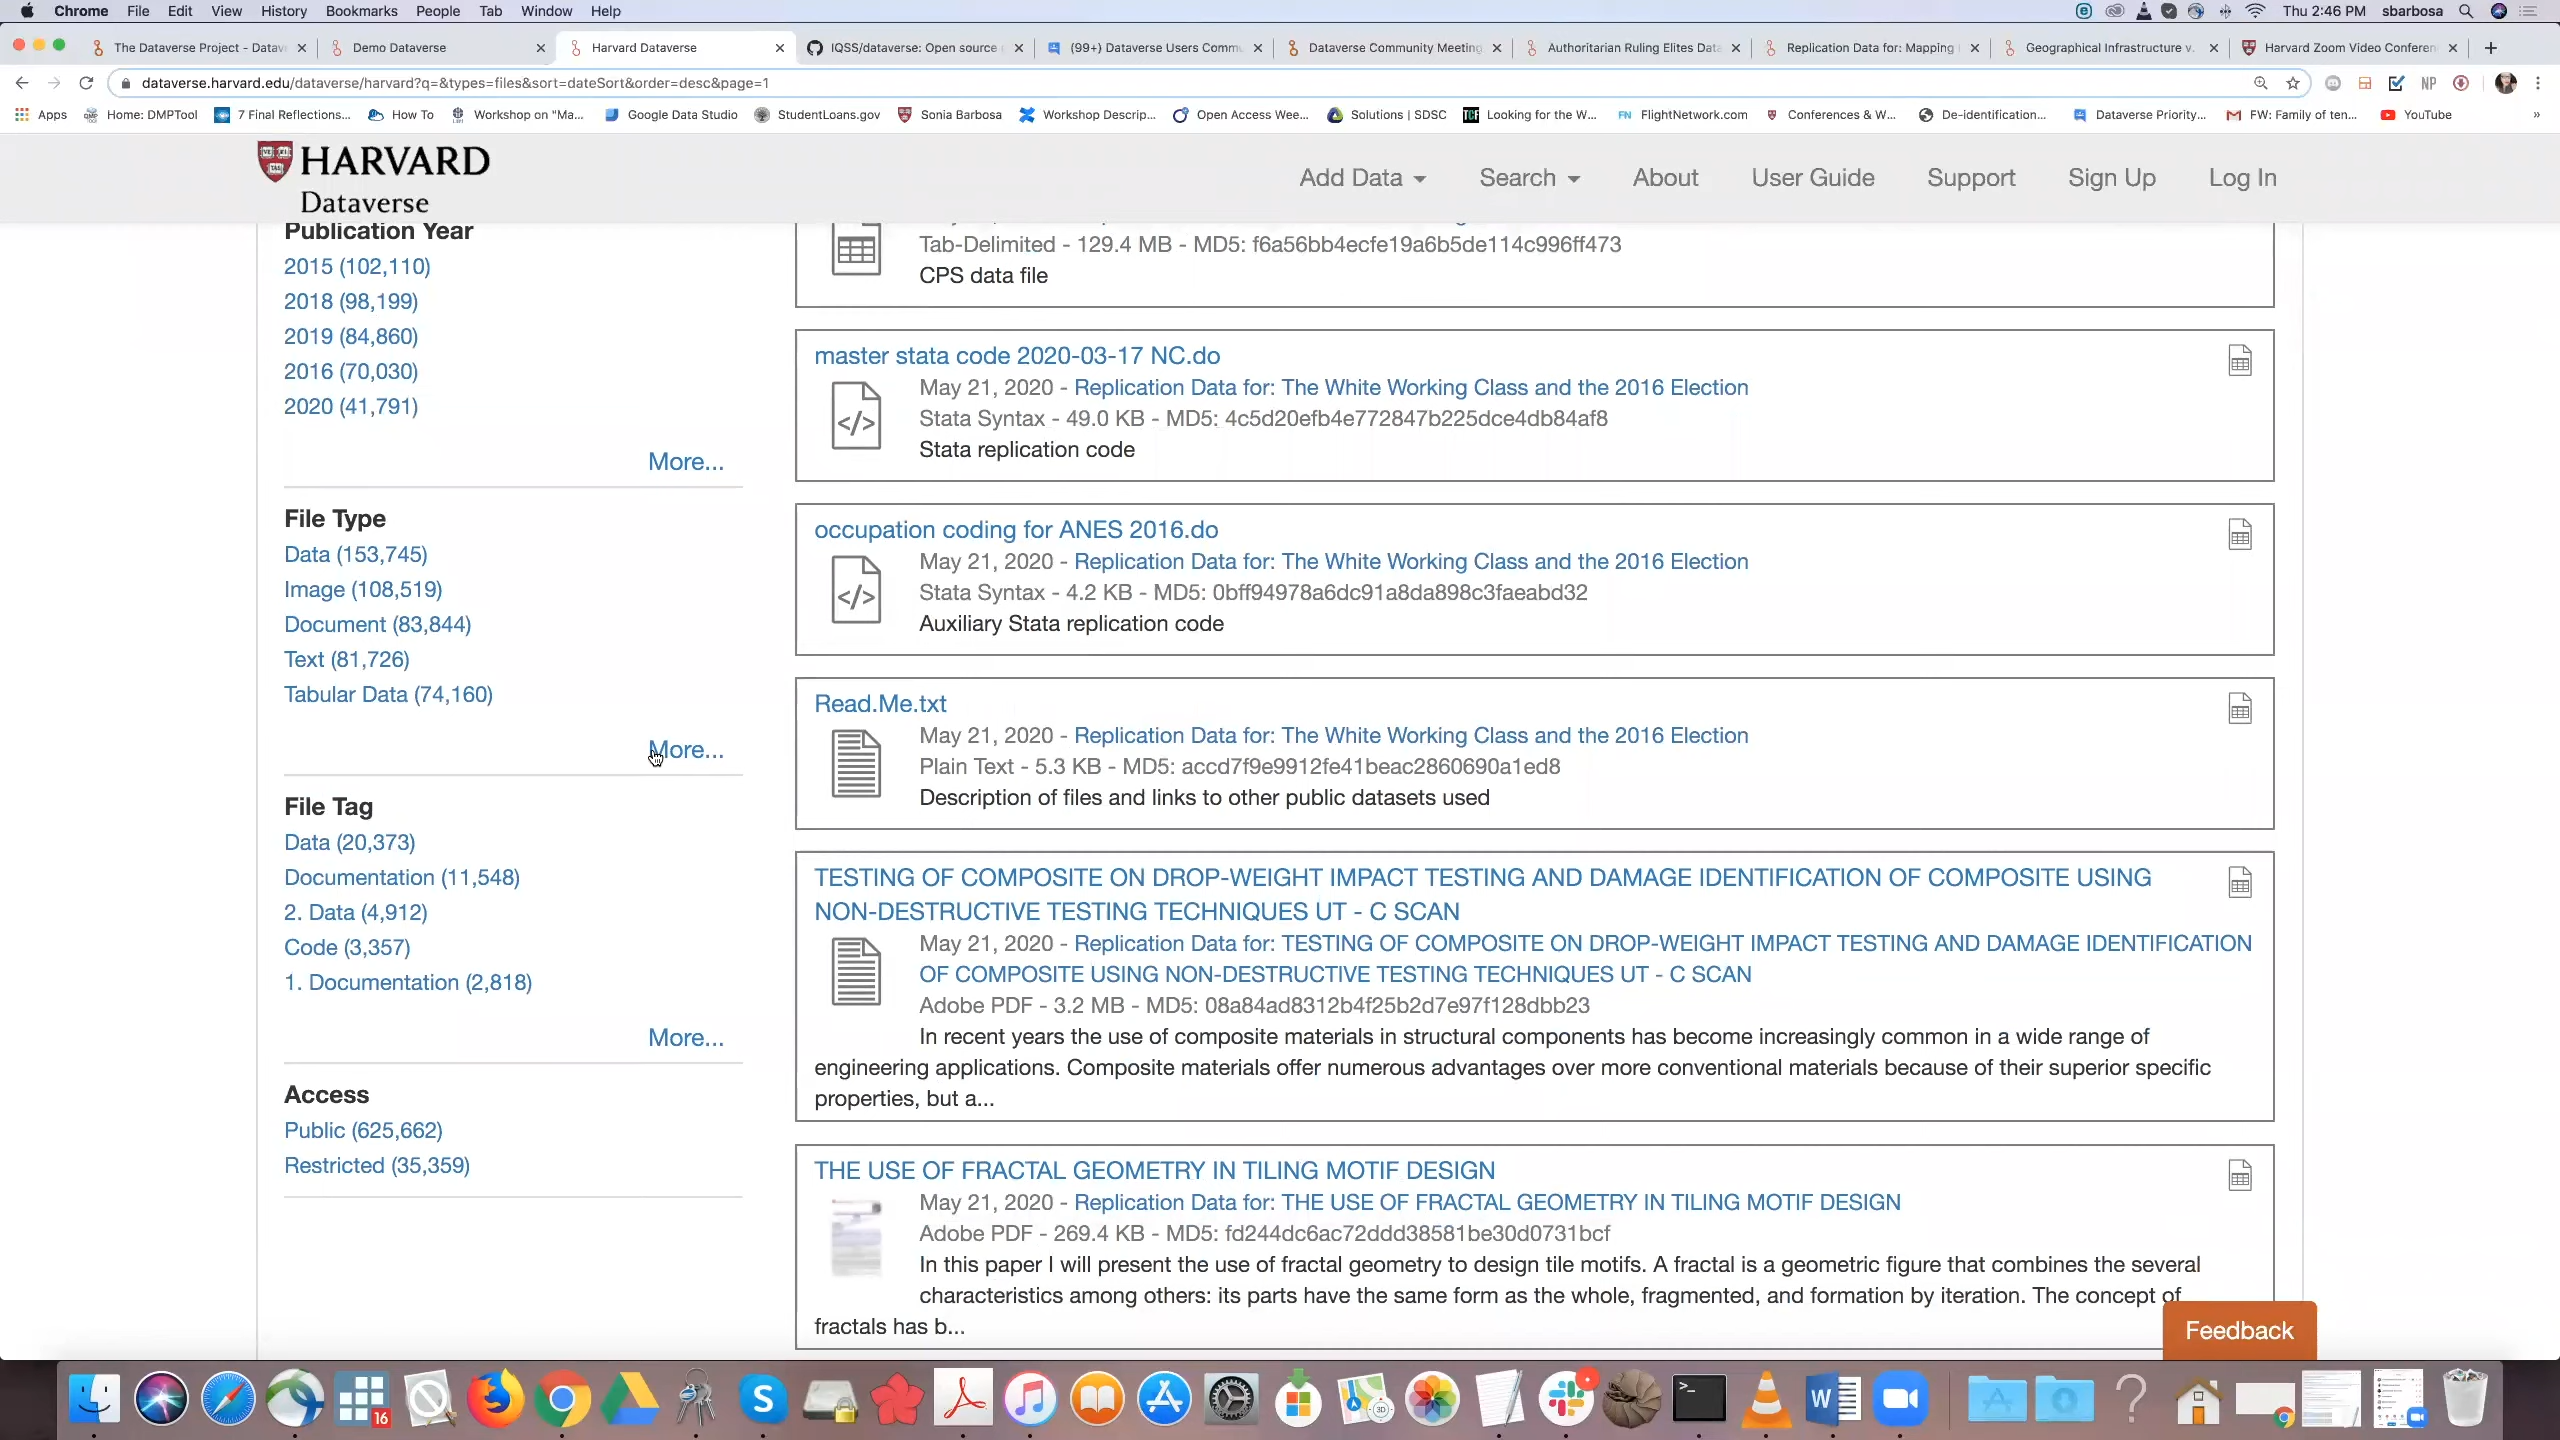 Chrome File Edit View History Bookmarks People Tab Window Help Thu 2:46 PM sbarbosa
The Dataverse Project - Datave
Demo Dataverse
Harvard Dataverse
IQSS/dataverse: Open source
(99+) Dataverse Users Commu
Dataverse Community Meeting
Authoritarian Ruling Elites Data
Replication Data for: Mapping
Geographical Infrastructure v.
Harvard Zoom Video Conferen
dataverse.harvard.edu/dataverse/harvard?q=&types=files&sort=dateSort&order=desc&page=1
NP
Apps Home: DMPTool 7 Final Reflections... How To Workshop on "Ma... Google Data Studio StudentLoans.gov Sonia Barbosa Workshop Descrip... Open Access Wee... Solutions | SDSC Looking for the W... FlightNetwork.com Conferences & W... De-identification... Dataverse Priority... FW: Family of ten... YouTube »
HARVARD
Dataverse
Add Data Search About User Guide Support Sign Up Log In
Publication Year
2015 (102,110)
2018 (98,199)
2019 (84,860)
2016 (70,030)
2020 (41,791)
More...
File Type
Data (153,745)
Image (108,519)
Document (83,844)
Text (81,726)
Tabular Data (74,160)
More...
File Tag
Data (20,373)
Documentation (11,548)
2. Data (4,912)
Code (3,357)
1. Documentation (2,818)
More...
Access
Public (625,662)
Restricted (35,359)
Tab-Delimited - 129.4 MB - MD5: f6a56bb4ecfe19a6b5de114c996ff473
CPS data file
master stata code 2020-03-17 NC.do
May 21, 2020 - Replication Data for: The White Working Class and the 2016 Election
Stata Syntax - 49.0 KB - MD5: 4c5d20efb4e772847b225dce4db84af8
Stata replication code
occupation coding for ANES 2016.do
May 21, 2020 - Replication Data for: The White Working Class and the 2016 Election
Stata Syntax - 4.2 KB - MD5: 0bff94978a6dc91a8da898c3faeabd32
Auxiliary Stata replication code
Read.Me.txt
May 21, 2020 - Replication Data for: The White Working Class and the 2016 Election
Plain Text - 5.3 KB - MD5: accd7f9e9912fe41beac2860690a1ed8
Description of files and links to other public datasets used
TESTING OF COMPOSITE ON DROP-WEIGHT IMPACT TESTING AND DAMAGE IDENTIFICATION OF COMPOSITE USING
NON-DESTRUCTIVE TESTING TECHNIQUES UT - C SCAN
May 21, 2020 - Replication Data for: TESTING OF COMPOSITE ON DROP-WEIGHT IMPACT TESTING AND DAMAGE IDENTIFICATION
OF COMPOSITE USING NON-DESTRUCTIVE TESTING TECHNIQUES UT - C SCAN
Adobe PDF - 3.2 MB - MD5: 08a84ad8312b4f25b2d7e97f128dbb23
In recent years the use of composite materials in structural components has become increasingly common in a wide range of
engineering applications. Composite materials offer numerous advantages over more conventional materials because of their superior specific
properties, but a...
THE USE OF FRACTAL GEOMETRY IN TILING MOTIF DESIGN
May 21, 2020 - Replication Data for: THE USE OF FRACTAL GEOMETRY IN TILING MOTIF DESIGN
Adobe PDF - 269.4 KB - MD5: fd244dc6ac72ddd38581be30d0731bcf
In this paper I will present the use of fractal geometry to design tile motifs. A fractal is a geometric figure that combines the several
characteristics among others: its parts have the same form as the whole, fragmented, and formation by iteration. The concept of
fractals has b...
Feedback
16